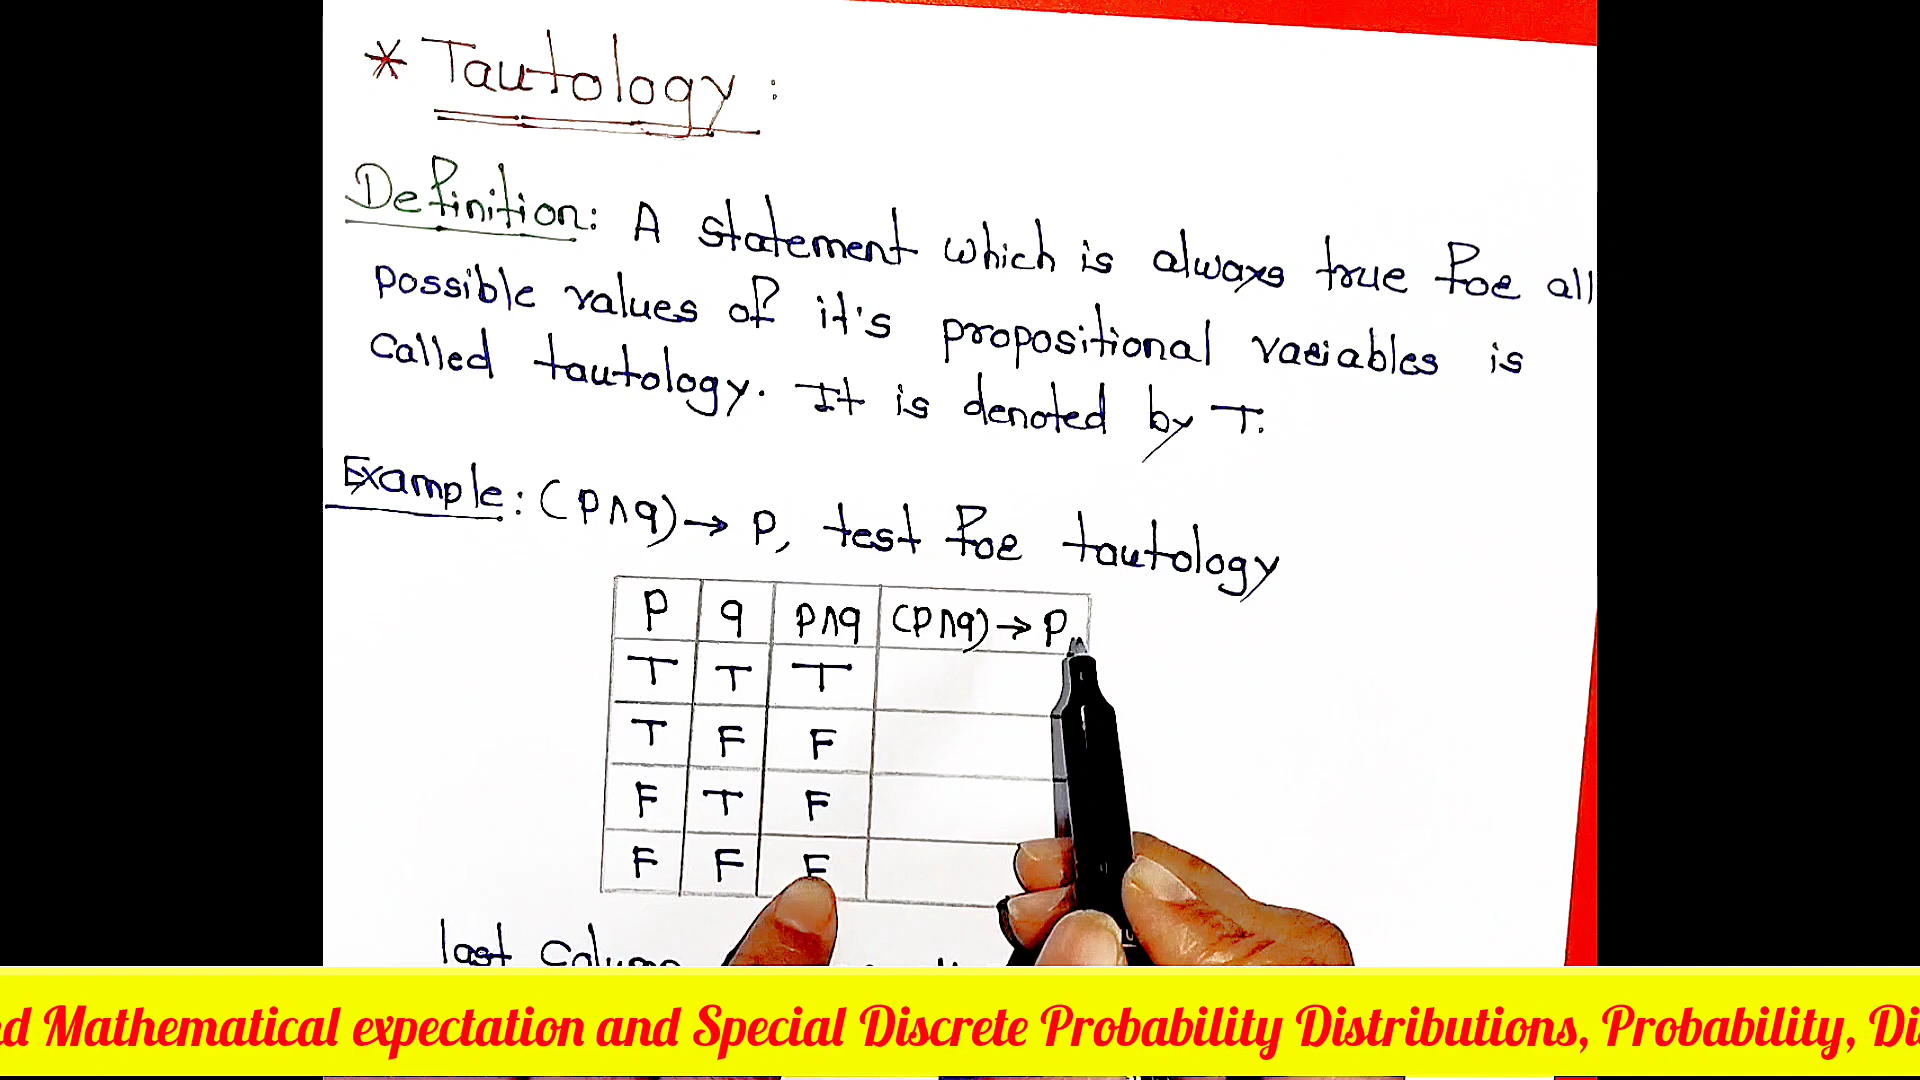 * Tautology :
Definition: A statement which is always true foe all
possible values of it's propositional vaeiables is
called tautology. It is denoted by T.
Example: (P∧q) → P, test foe tautology
P q P∧q (P∧q) → P
T T T
T F F
F T F
F F F
last column
d Mathematical expectation and Special Discrete Probability Distributions, Probability, Di